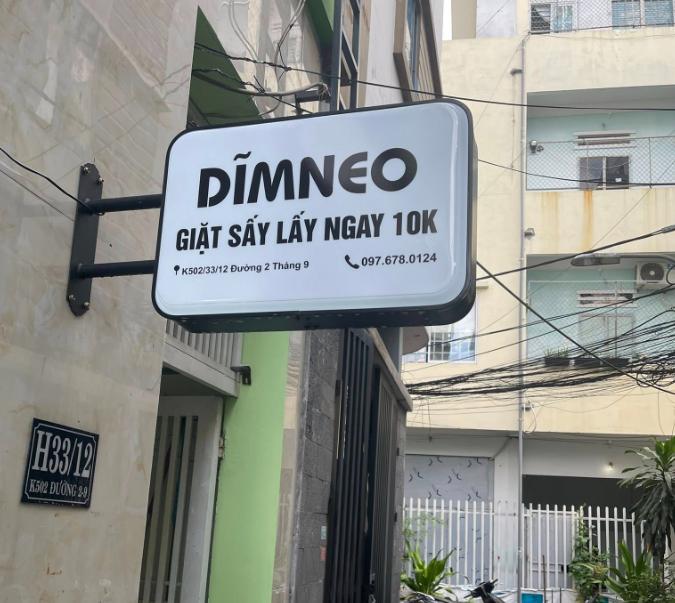 DĨMNEO
GIẶT SẤY LẤY NGAY 10K
K502/33/12 Đường 2 Tháng 9
097.678.0124
H33/12
K502 ĐƯỜNG 2-9